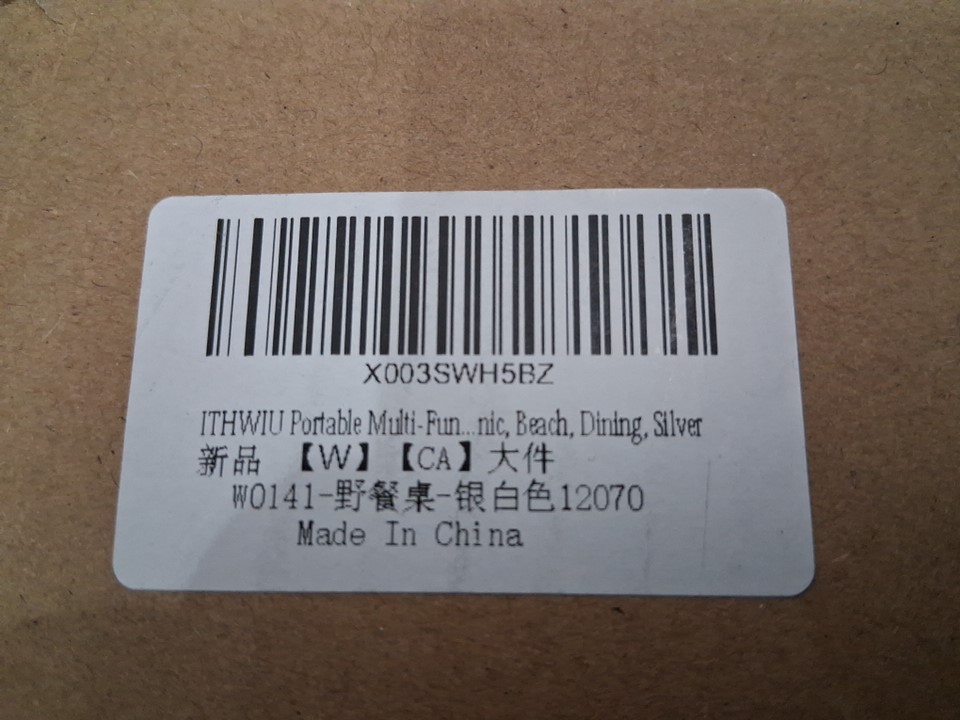 X003SWH5BZ
ITHWIU Portable Multi-Fun...nic, Beach, Dining, Silver
新品 【W】【CA】大件
W0141-野餐桌-银白色12070
Made In China